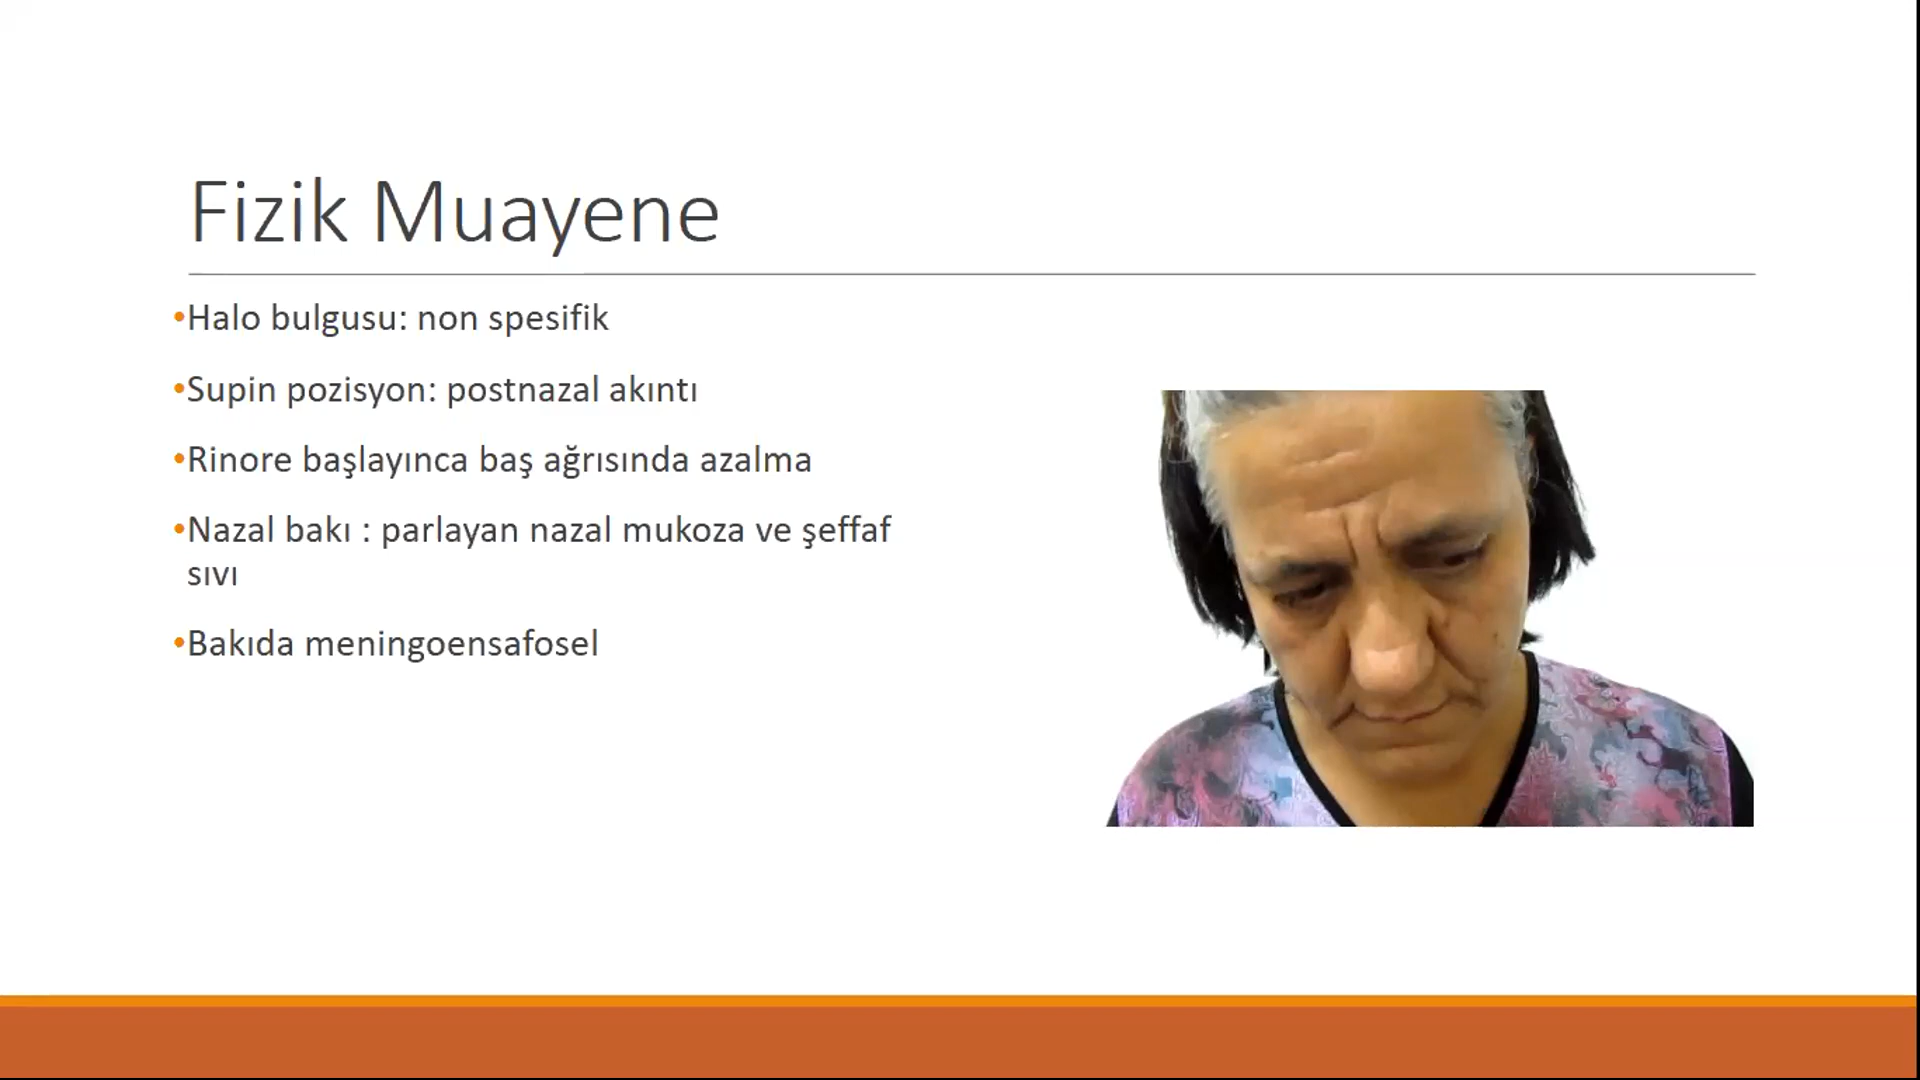 Fizik Muayene
•Halo bulgusu: non spesifik
•Supin pozisyon: postnazal akıntı
•Rinore başlayınca baş ağrısında azalma
•Nazal bakı : parlayan nazal mukoza ve şeffaf
sıvı
•Bakıda meningoensafosel